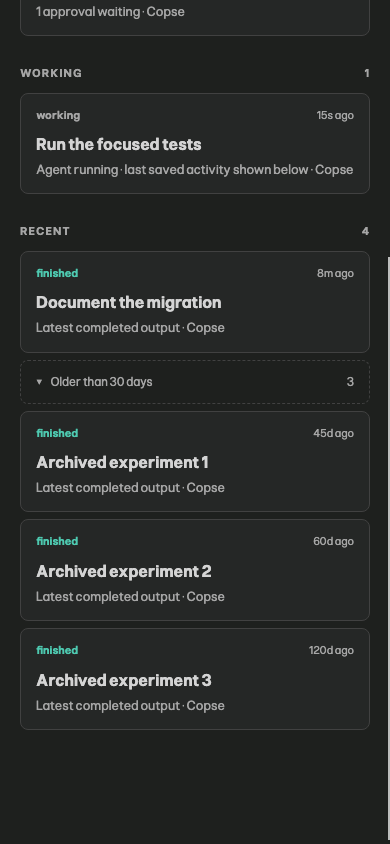 1 approval waiting · Copse
WORKING
1
working
15s ago
Run the focused tests
Agent running · last saved activity shown below · Copse
RECENT
4
finished
8m ago
Document the migration
Latest completed output · Copse
▼ Older than 30 days
3
finished
45d ago
Archived experiment 1
Latest completed output · Copse
finished
60d ago
Archived experiment 2
Latest completed output · Copse
finished
120d ago
Archived experiment 3
Latest completed output · Copse